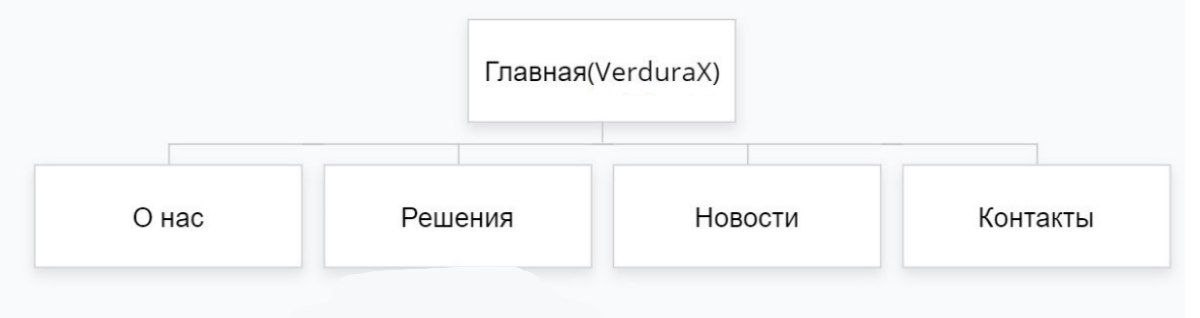 Главная(VerduraX)
О нас
Решения
Новости
Контакты